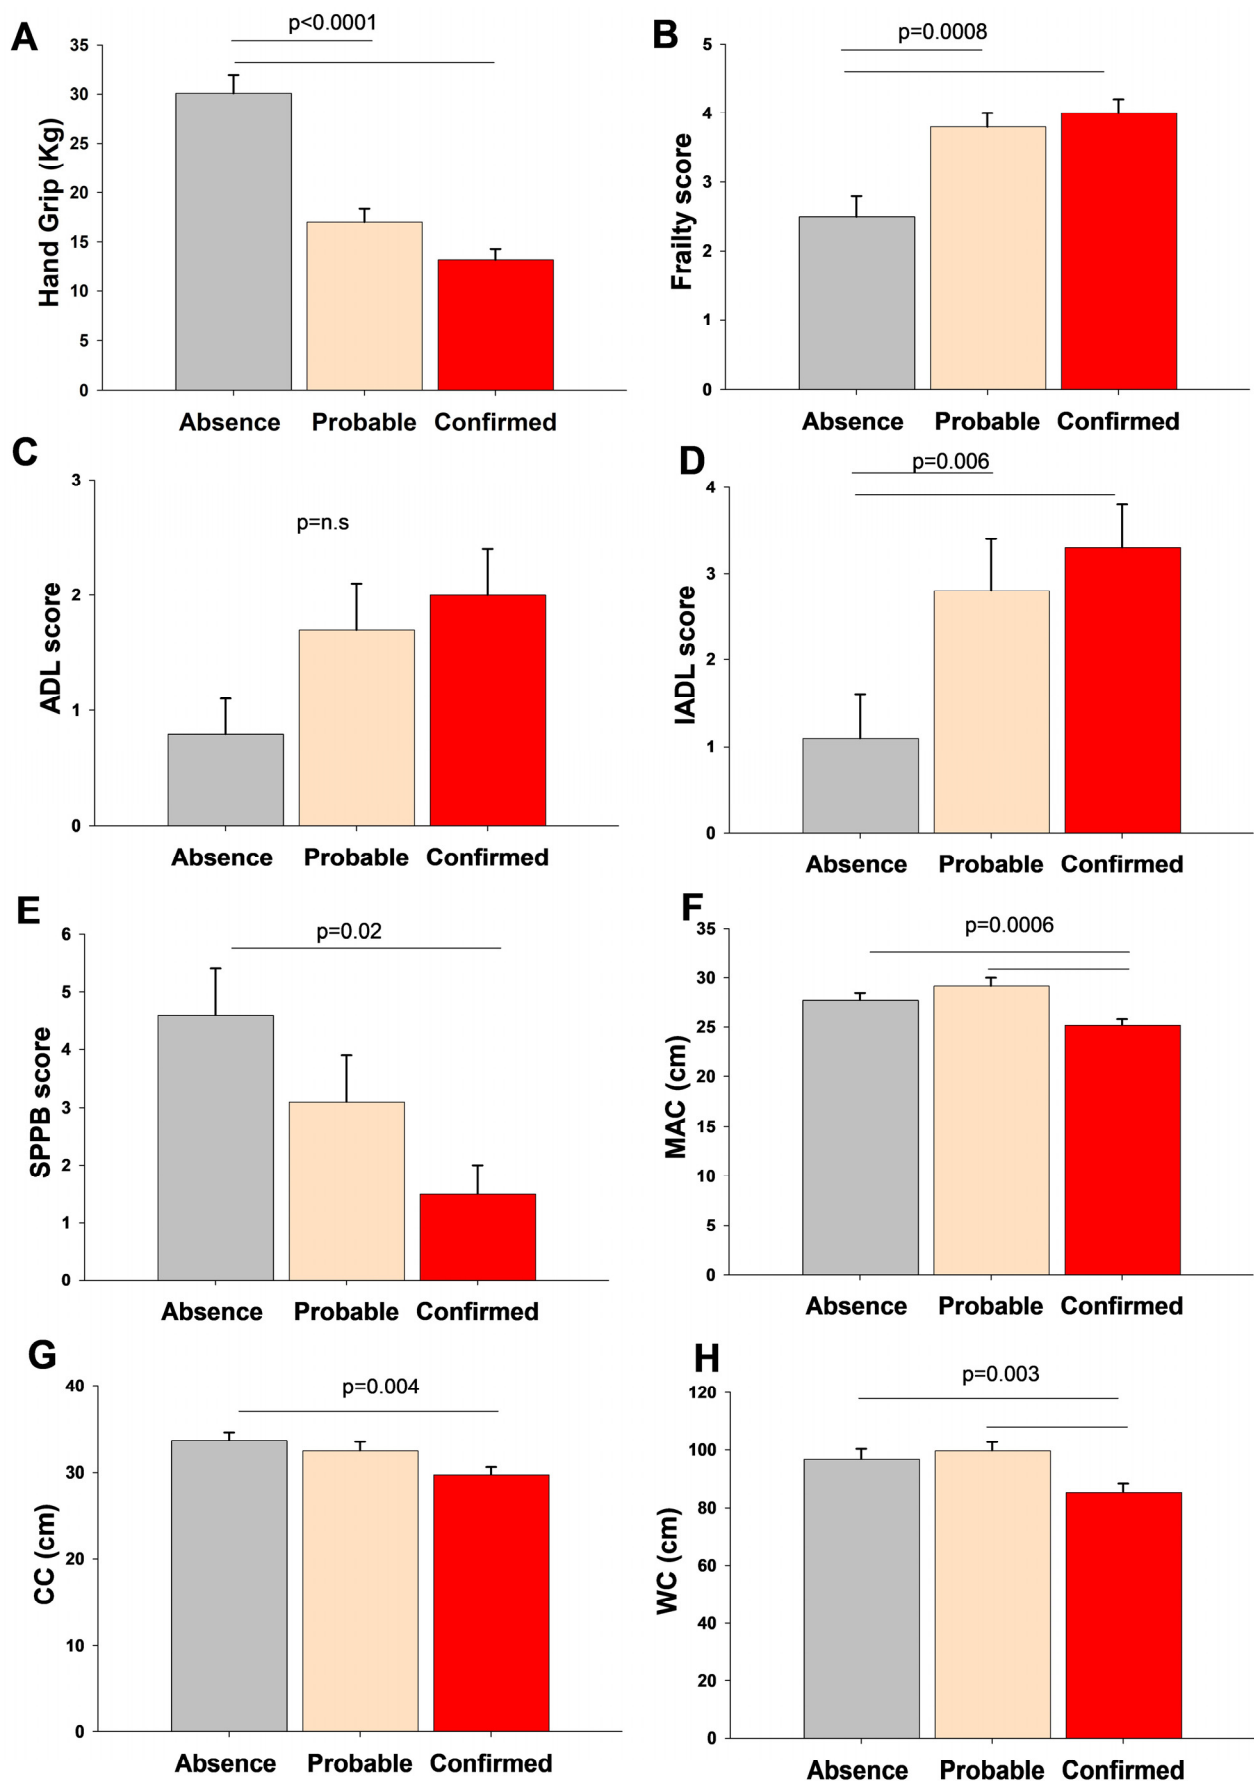 A
p<0.0001
Hand Grip (Kg)
35
30
25
20
15
10
5
0
Absence Probable Confirmed
B
p=0.0008
Frailty score
5
4
3
2
1
0
Absence Probable Confirmed
C
p=n.s
ADL score
3
2
1
0
Absence Probable Confirmed
D
p=0.006
IADL score
4
3
2
1
0
Absence Probable Confirmed
E
p=0.02
SPPB score
6
5
4
3
2
1
0
Absence Probable Confirmed
F
p=0.0006
MAC (cm)
35
30
25
20
15
10
5
0
Absence Probable Confirmed
G
p=0.004
CC (cm)
40
30
20
10
0
Absence Probable Confirmed
H
p=0.003
WC (cm)
120
100
80
60
40
20
0
Absence Probable Confirmed